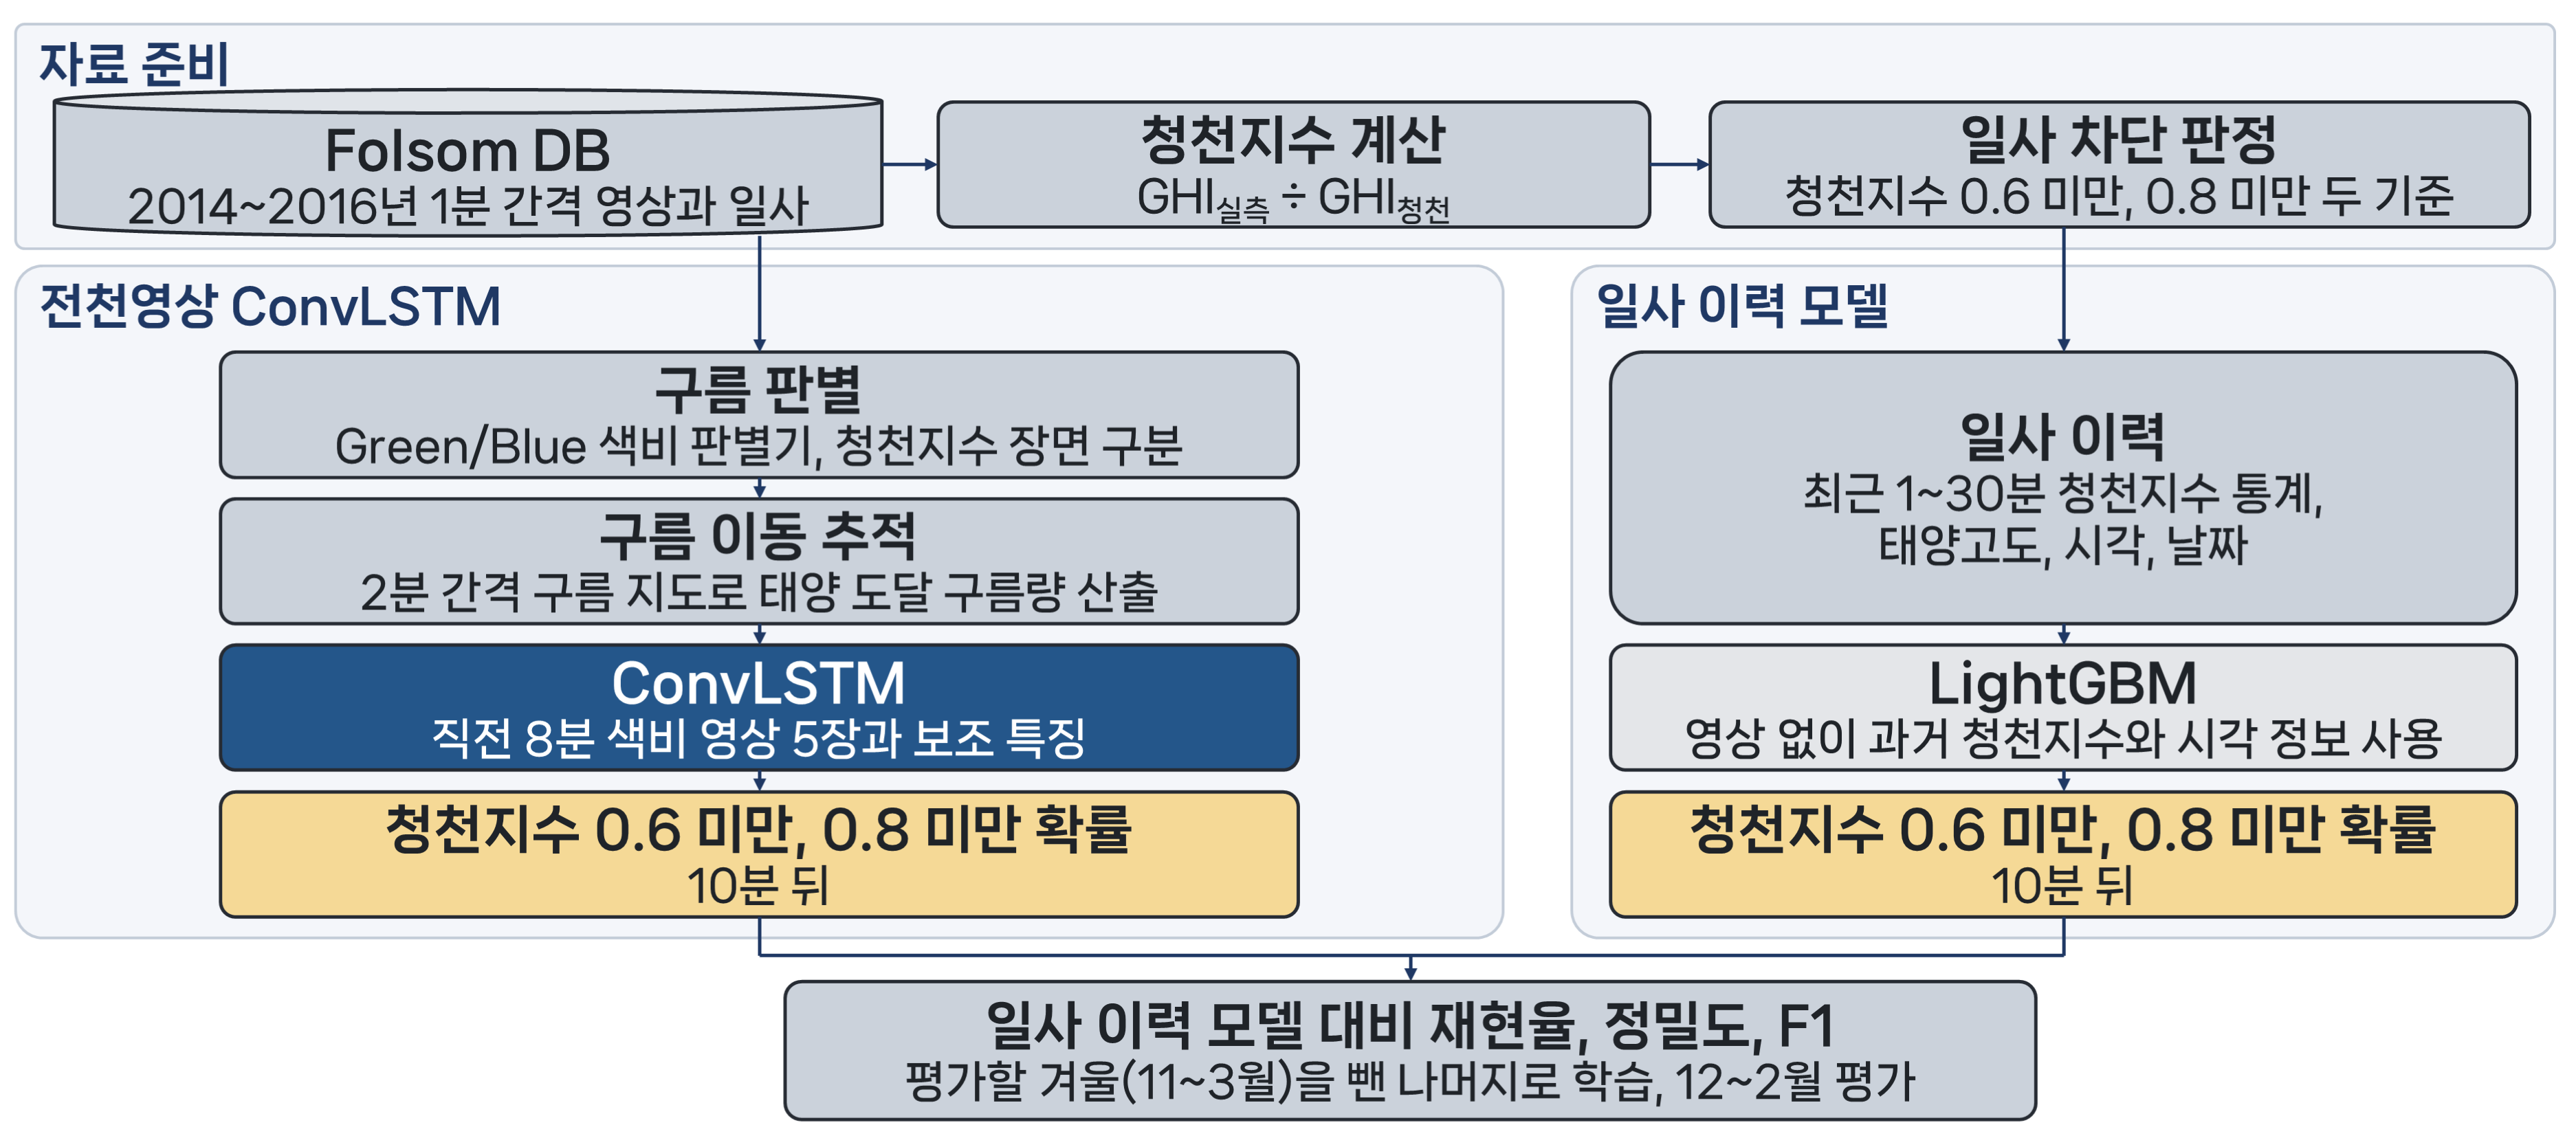 자료 준비
Folsom DB
2014~2016년 1분 간격 영상과 일사
청천지수 계산
GHI실측 ÷ GHI청천
일사 차단 판정
청천지수 0.6 미만, 0.8 미만 두 기준
전천영상 ConvLSTM
구름 판별
Green/Blue 색비 판별기, 청천지수 장면 구분
구름 이동 추적
2분 간격 구름 지도로 태양 도달 구름량 산출
ConvLSTM
직전 8분 색비 영상 5장과 보조 특징
청천지수 0.6 미만, 0.8 미만 확률
10분 뒤
일사 이력 모델
일사 이력
최근 1~30분 청천지수 통계,
태양고도, 시각, 날짜
LightGBM
영상 없이 과거 청천지수와 시각 정보 사용
청천지수 0.6 미만, 0.8 미만 확률
10분 뒤
일사 이력 모델 대비 재현율, 정밀도, F1
평가할 겨울(11~3월)을 뺀 나머지로 학습, 12~2월 평가